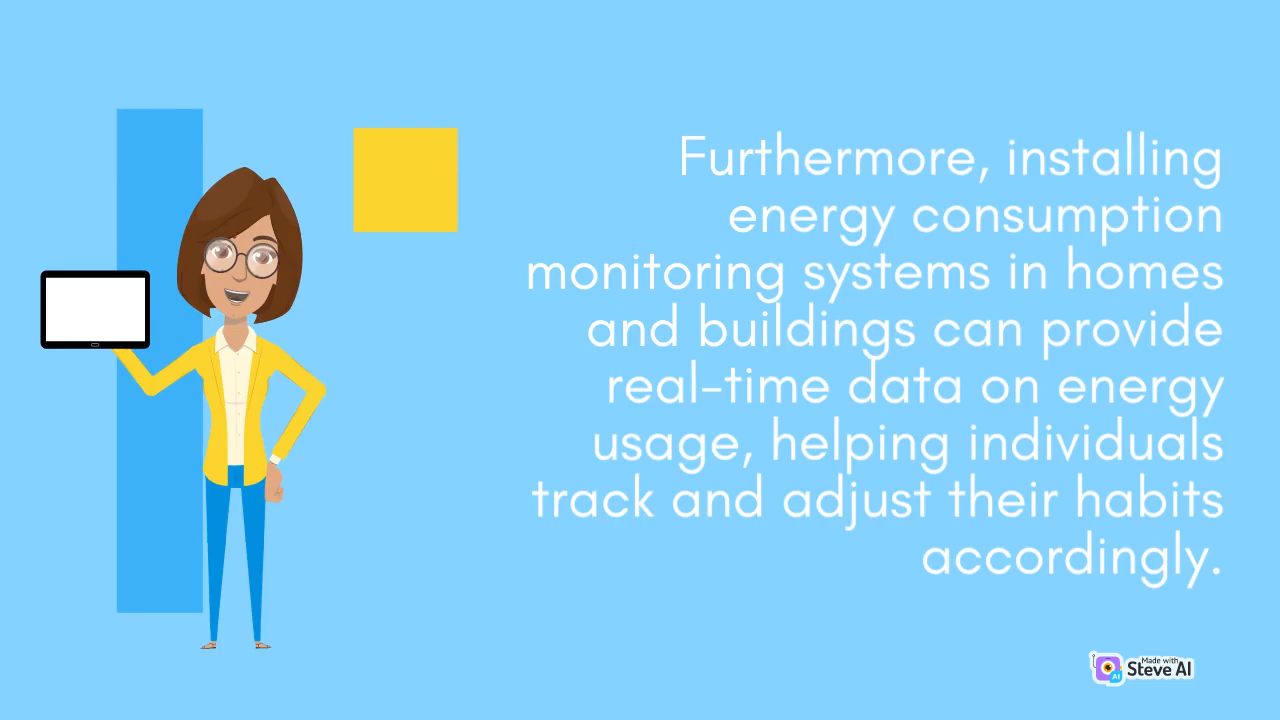 Furthermore, installing
energy consumption
monitoring systems in homes
and buildings can provide
real-time data on energy
usage, helping individuals
track and adjust their habits
accordingly.
Made with
Steve AI
AI